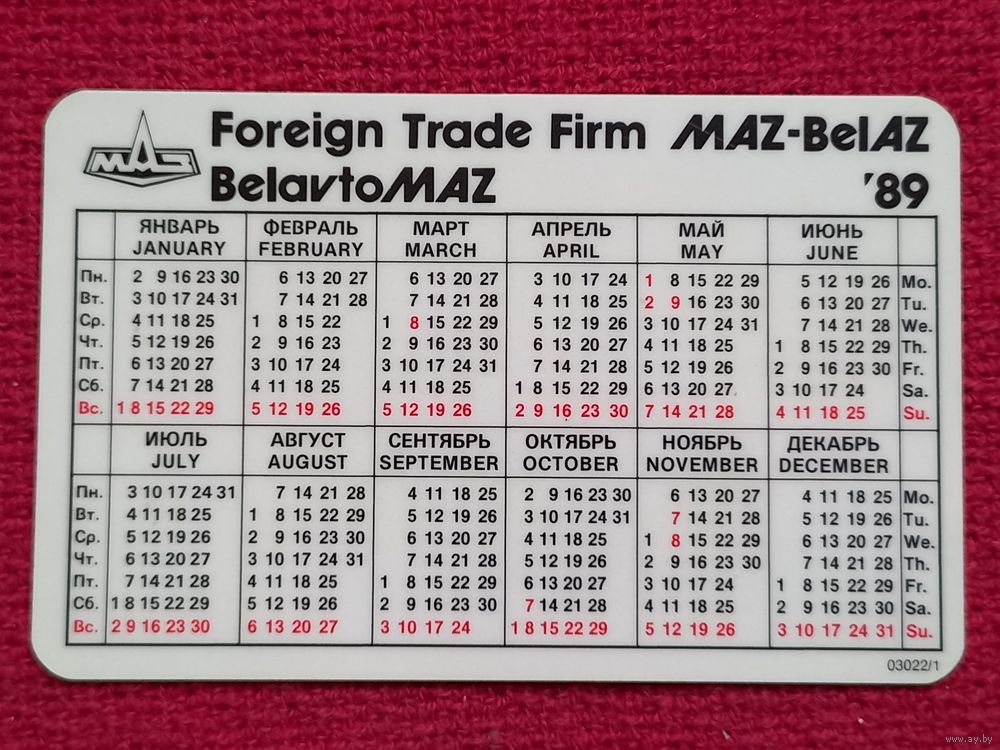 МАЗ
Foreign Trade Firm MAZ-BelAZ
BelavtoMAZ '89
ЯНВАРЬ ФЕВРАЛЬ МАРТ АПРЕЛЬ МАЙ ИЮНЬ
JANUARY FEBRUARY MARCH APRIL MAY JUNE
Пн. 2 9 16 23 30 6 13 20 27 6 13 20 27 3 10 17 24 1 8 15 22 29 5 12 19 26 Mo.
Вт. 3 10 17 24 31 7 14 21 28 7 14 21 28 4 11 18 25 2 9 16 23 30 6 13 20 27 Tu.
Ср. 4 11 18 25 1 8 15 22 1 8 15 22 29 5 12 19 26 3 10 17 24 31 7 14 21 28 We.
Чт. 5 12 19 26 2 9 16 23 2 9 16 23 30 6 13 20 27 4 11 18 25 1 8 15 22 29 Th.
Пт. 6 13 20 27 3 10 17 24 3 10 17 24 31 7 14 21 28 5 12 19 26 2 9 16 23 30 Fr.
Сб. 7 14 21 28 4 11 18 25 4 11 18 25 1 8 15 22 29 6 13 20 27 3 10 17 24 Sa.
Вс. 1 8 15 22 29 5 12 19 26 5 12 19 26 2 9 16 23 30 7 14 21 28 4 11 18 25 Su.
ИЮЛЬ АВГУСТ СЕНТЯБРЬ ОКТЯБРЬ НОЯБРЬ ДЕКАБРЬ
JULY AUGUST SEPTEMBER OCTOBER NOVEMBER DECEMBER
Пн. 3 10 17 24 31 7 14 21 28 4 11 18 25 2 9 16 23 30 6 13 20 27 4 11 18 25 Mo.
Вт. 4 11 18 25 1 8 15 22 29 5 12 19 26 3 10 17 24 31 7 14 21 28 5 12 19 26 Tu.
Ср. 5 12 19 26 2 9 16 23 30 6 13 20 27 4 11 18 25 1 8 15 22 29 6 13 20 27 We.
Чт. 6 13 20 27 3 10 17 24 31 7 14 21 28 5 12 19 26 2 9 16 23 30 7 14 21 28 Th.
Пт. 7 14 21 28 4 11 18 25 1 8 15 22 29 6 13 20 27 3 10 17 24 1 8 15 22 29 Fr.
Сб. 1 8 15 22 29 5 12 19 26 2 9 16 23 30 7 14 21 28 4 11 18 25 2 9 16 23 30 Sa.
Вс. 2 9 16 23 30 6 13 20 27 3 10 17 24 1 8 15 22 29 5 12 19 26 3 10 17 24 31 Su.
03022/1
www.ay.by